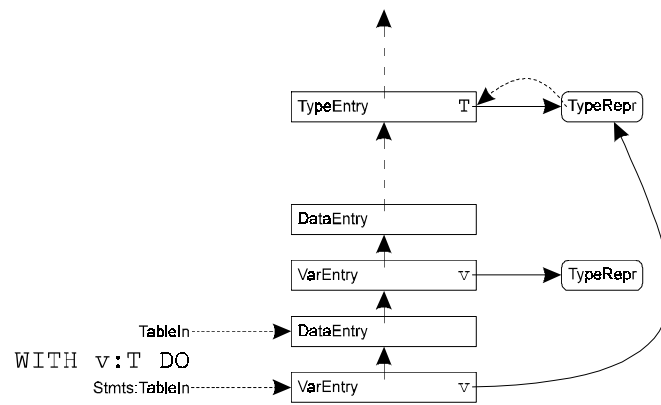 TypeEntry T TypeRepr
DataEntry
VarEntry v TypeRepr
TableIn DataEntry
WITH v:T DO
Stmts:TableIn VarEntry v